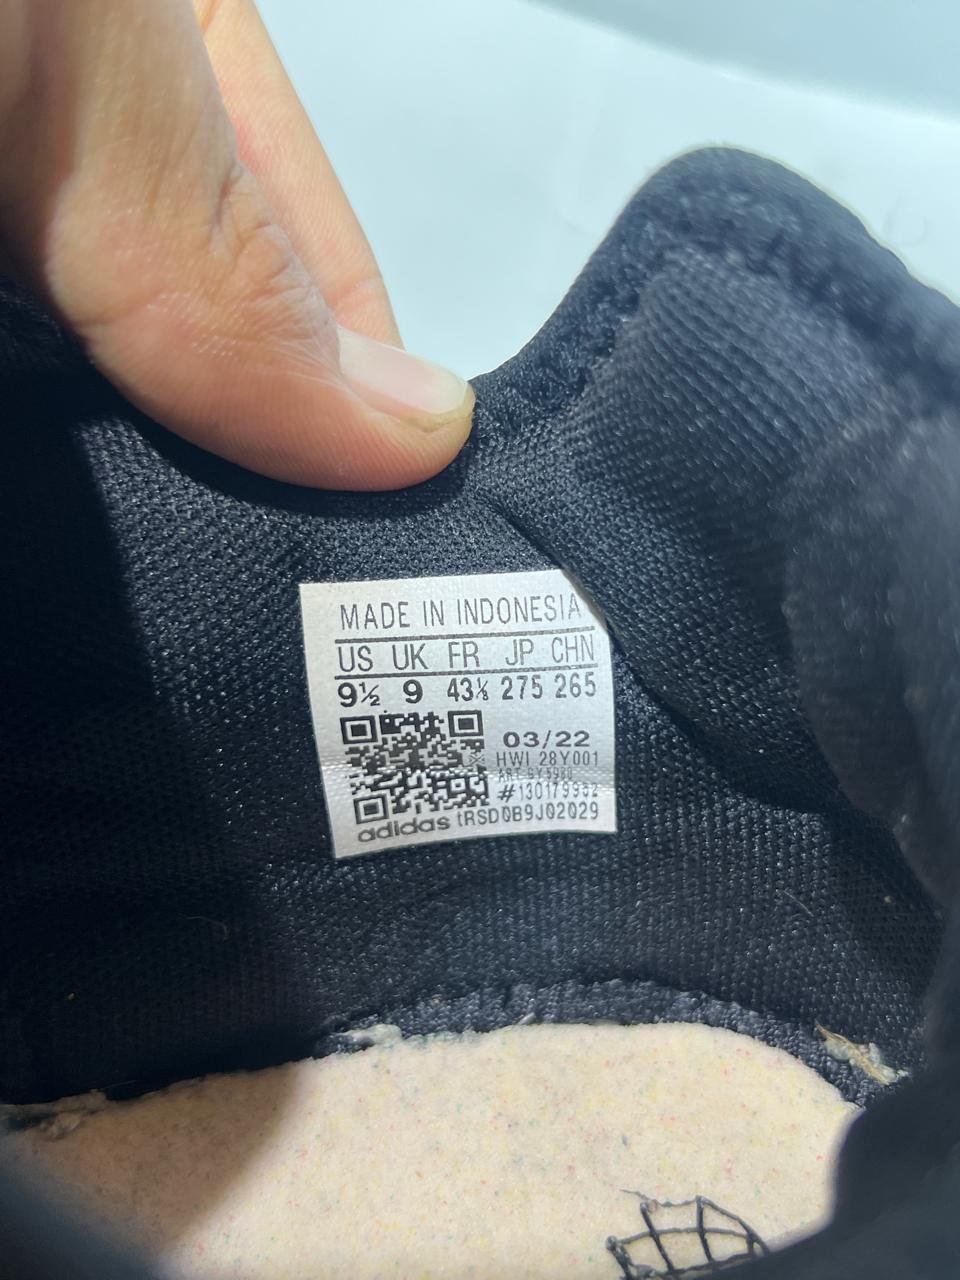 MADE IN INDONESIA
US UK FR JP CHN
9½ 9 43⅓ 275 265
03/22
HWI 28Y001
ART
#130179952
adidas tRSD0B9J02029